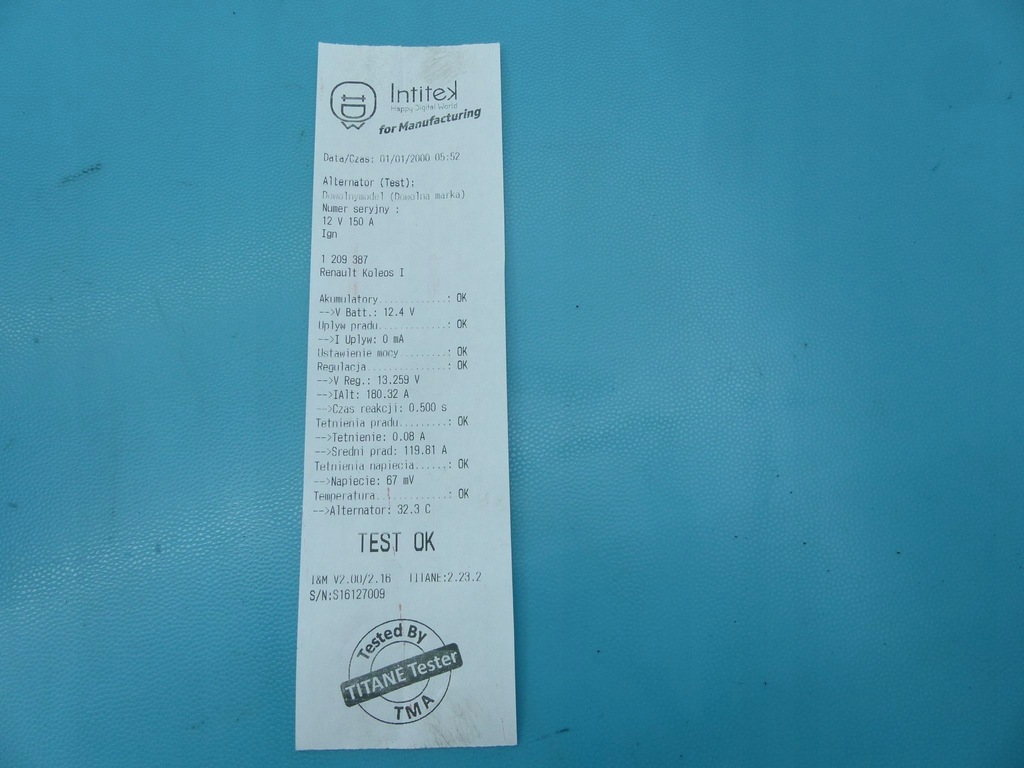 Intitek
Happy Digital World
for Manufacturing
Data/Czas: 01/01/2000 05:52
Alternator (Test):
Dowolnymodel (Dowolna marka)
Numer seryjny :
12 V 150 A
Ign
1 209 387
Renault Koleos I
Akumulatory............: OK
-->V Batt.: 12.4 V
Uplyw pradu............: OK
-->I Uplyw: 0 mA
Ustawienie mocy........: OK
Regulacja..............: OK
-->V Reg.: 13.259 V
-->IAlt: 180.32 A
-->Czas reakcji: 0.500 s
Tetnienia pradu........: OK
-->Tetnienie: 0.08 A
-->Sredni prad: 119.81 A
Tetnienia napiecia.....: OK
-->Napiecie: 67 mV
Temperatura............: OK
-->Alternator: 32.3 C
TEST OK
I&M V2.00/2.16 TITANE:2.23.2
S/N:S16127009
Tested By
TITANE Tester
TMA